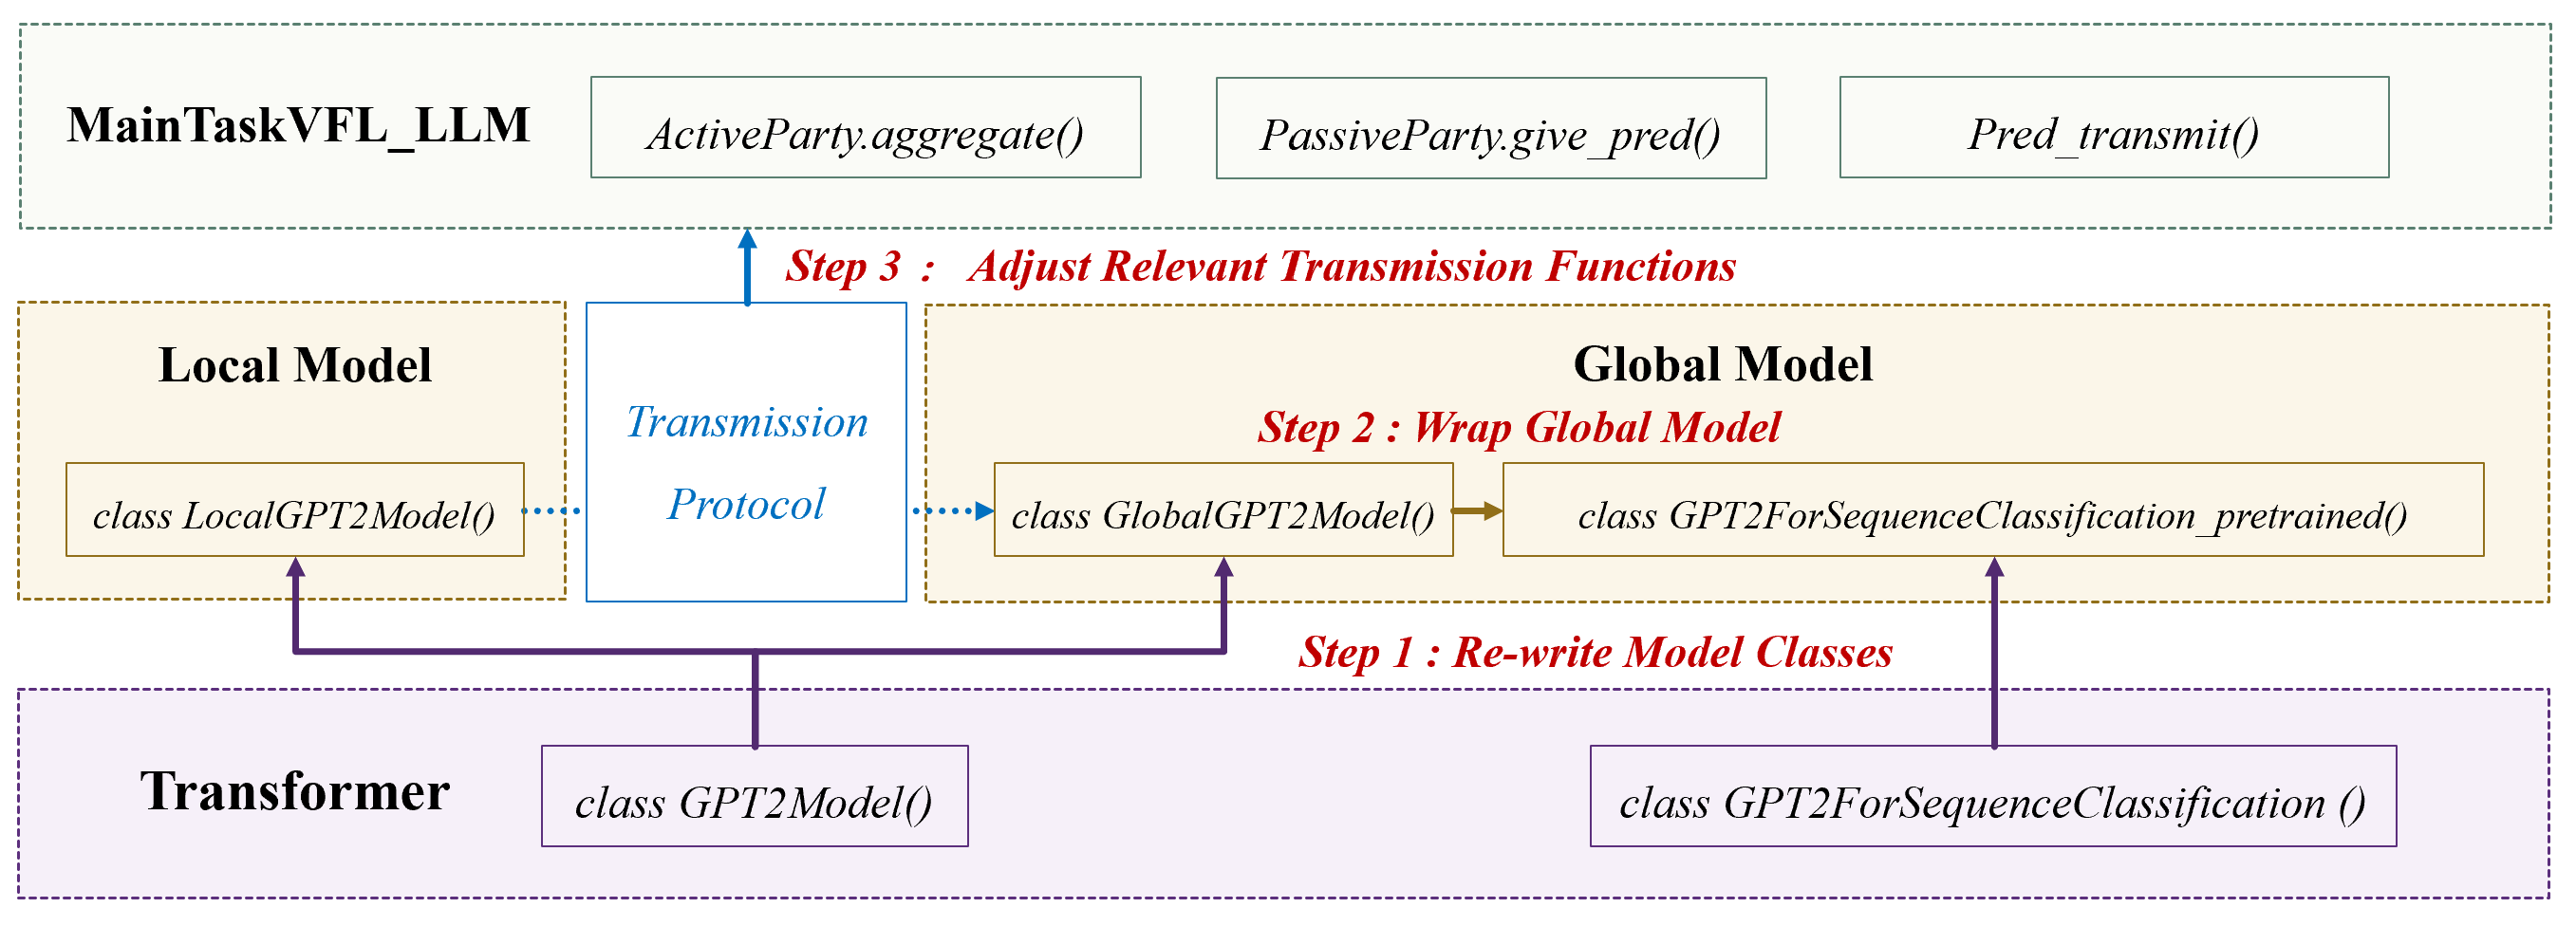 MainTaskVFL_LLM
ActiveParty.aggregate()
PassiveParty.give_pred()
Pred_transmit()
Step 3 : Adjust Relevant Transmission Functions
Local Model
Transmission
Protocol
Global Model
Step 2 : Wrap Global Model
class LocalGPT2Model()
class GlobalGPT2Model()
class GPT2ForSequenceClassification_pretrained()
Step 1 : Re-write Model Classes
Transformer
class GPT2Model()
class GPT2ForSequenceClassification ()